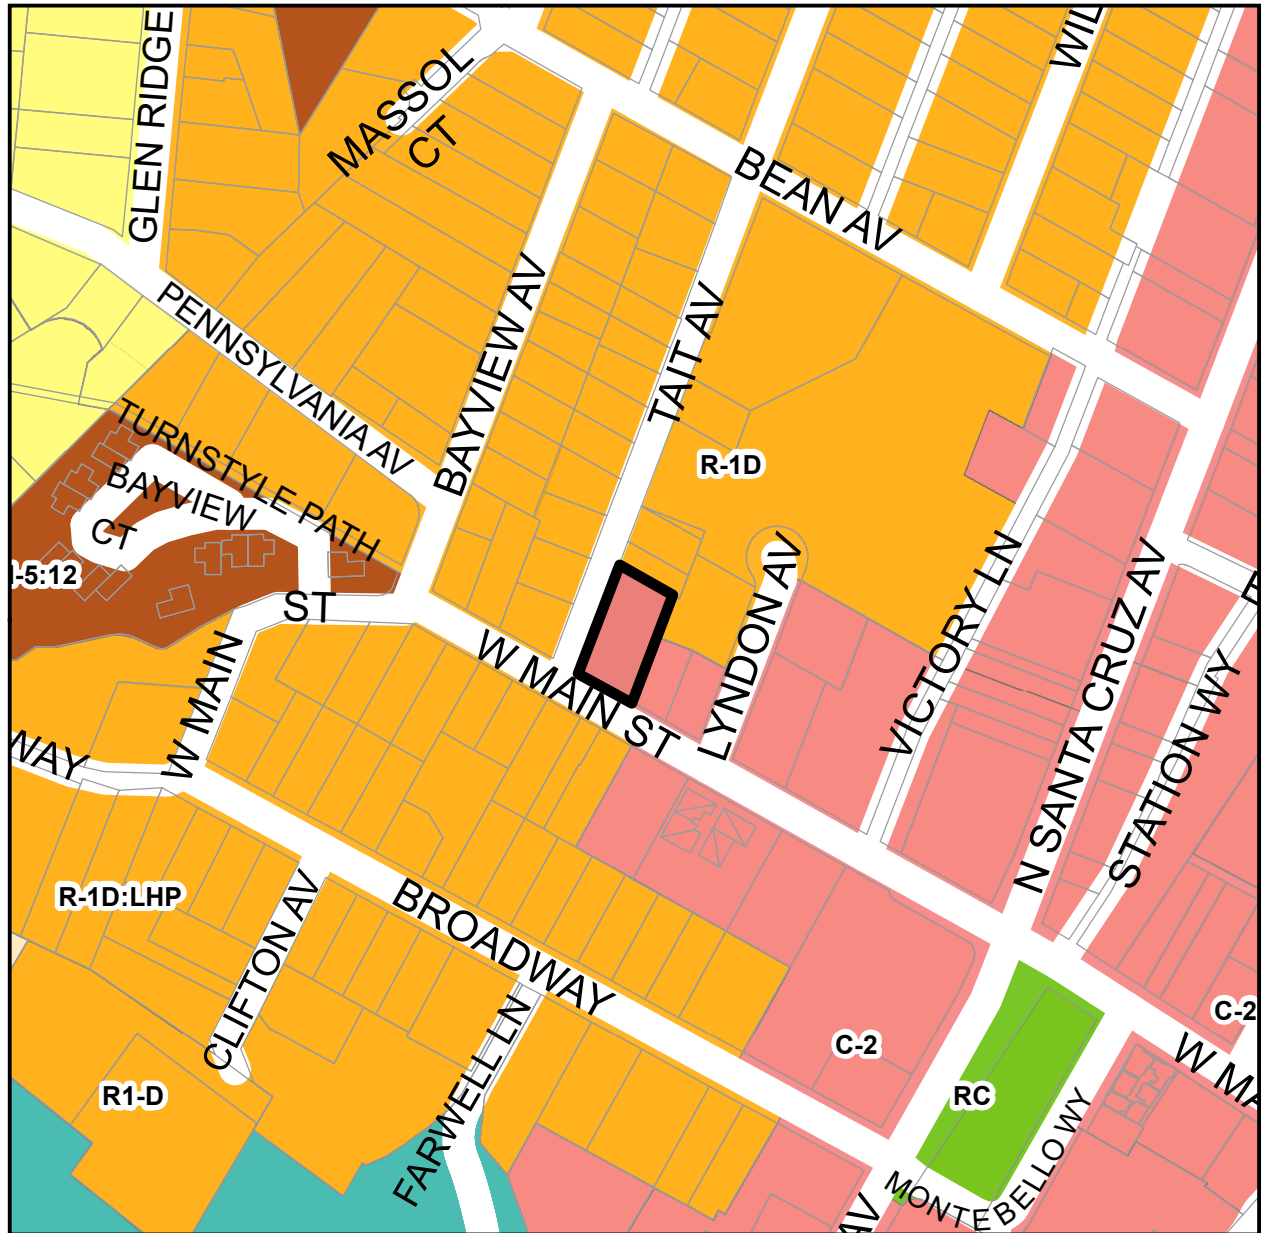 GLEN RIDGE
MASSOL
CT
WIL
BEAN AV
PENNSYLVANIA AV
BAYVIEW AV
TAIT AV
R-1D
TURNSTYLE PATH
BAYVIEW
CT
-5:12
ST
W MAIN
W MAIN ST
LYNDON AV
VICTORY LN
N SANTA CRUZ AV
STATION WY
WAY
R-1D:LHP
BROADWAY
CLIFTON AV
FARWELL LN
R1-D
C-2
RC
C-2
W MA
MONTEBELLO WY
AV